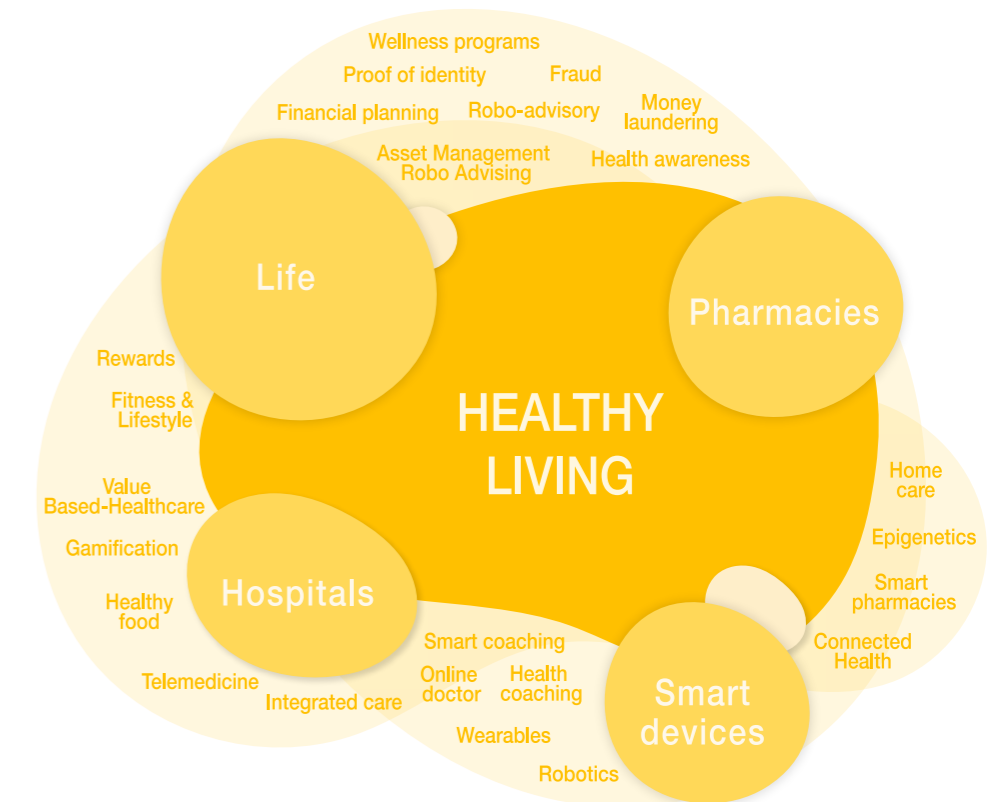 Wellness programs
Proof of identity
Fraud
Financial planning
Robo-advisory
Money
laundering
Asset Management
Robo Advising
Health awareness
Life
Pharmacies
Rewards
Fitness &
Lifestyle
HEALTHY
LIVING
Value
Based-Healthcare
Gamification
Healthy
food
Hospitals
Telemedicine
Integrated care
Smart coaching
Online
doctor
Health
coaching
Wearables
Robotics
Smart
devices
Home
care
Epigenetics
Smart
pharmacies
Connected
Health